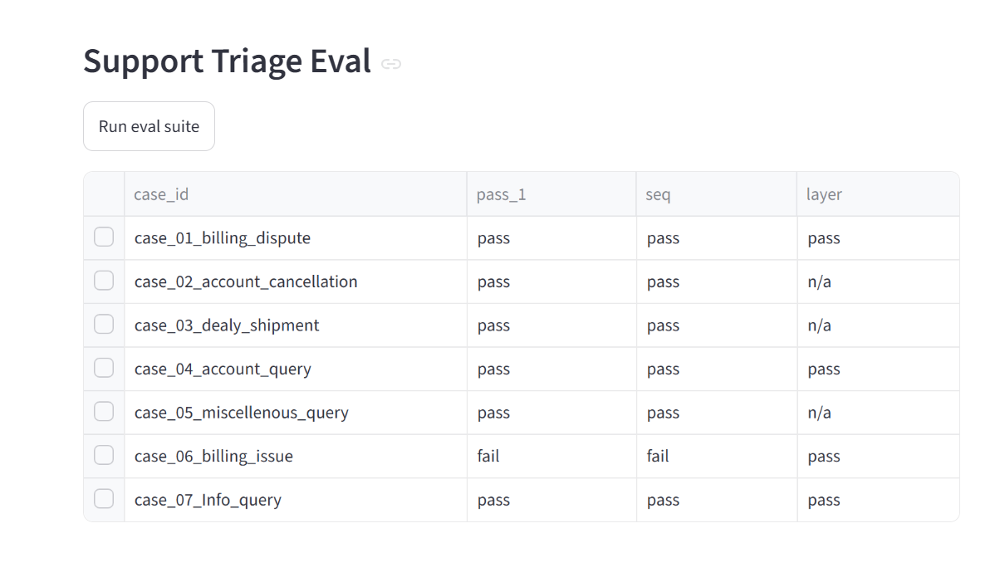 Support Triage Eval
Run eval suite
case_id pass_1 seq layer
case_01_billing_dispute pass pass pass
case_02_account_cancellation pass pass n/a
case_03_dealy_shipment pass pass n/a
case_04_account_query pass pass pass
case_05_miscellenous_query pass pass n/a
case_06_billing_issue fail fail pass
case_07_Info_query pass pass pass